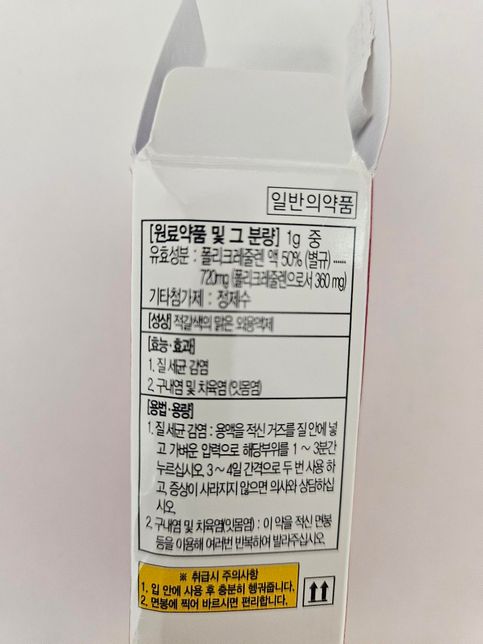 일반의약품
[원료약품 및 그 분량] 1g 중
유효성분 : 폴리크레줄렌 액 50% (별규) ······
720mg (폴리크레줄렌으로서 360 mg)
기타첨가제 : 정제수
[성상] 적갈색의 맑은 외용액제
[효능·효과]
1. 질 세균 감염
2. 구내염 및 치육염 (잇몸염)
[용법·용량]
1. 질 세균 감염 : 용액을 적신 거즈를 질 안에 넣
고 가벼운 압력으로 해당부위를 1 ~ 3분간
누르십시오. 3 ~ 4일 간격으로 두 번 사용 하
고, 증상이 사라지지 않으면 의사와 상담하십
시오.
2. 구내염 및 치육염(잇몸염) : 이 약을 적신 면봉
등을 이용해 여러번 반복하여 발라주십시오.
※ 취급시 주의사항
1. 입 안에 사용 후 충분히 헹궈줍니다.
2. 면봉에 찍어 바르시면 편리합니다.